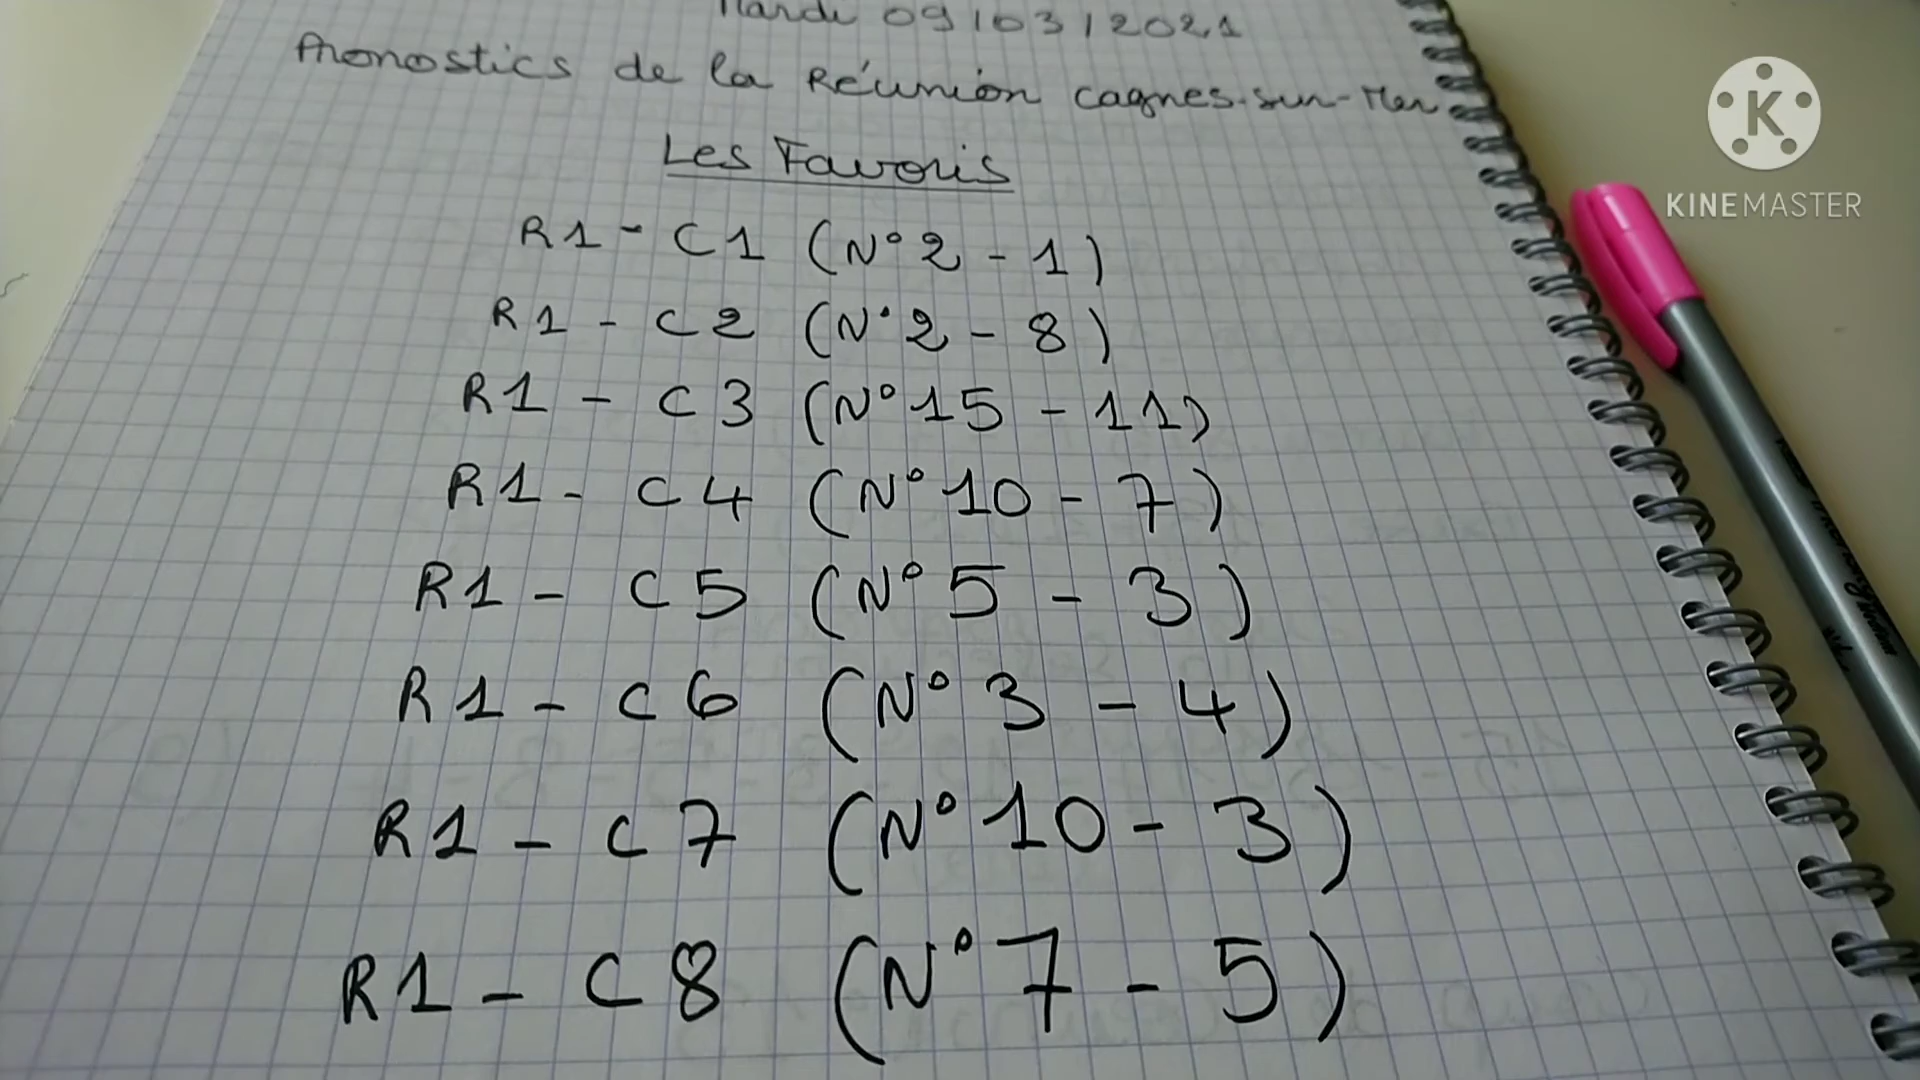 Mardi 09/03/2021
Pronostics de la Réunion Cagnes-sur-Mer
Les Favoris
R1 - C1 (N°2 - 1)
R1 - C2 (N°2 - 8)
R1 - C3 (N°15 - 11)
R1 - C4 (N°10 - 7)
R1 - C5 (N°5 - 3)
R1 - C6 (N°3 - 4)
R1 - C7 (N°10 - 3)
R1 - C8 (N°7 - 5)
K
KINEMASTER